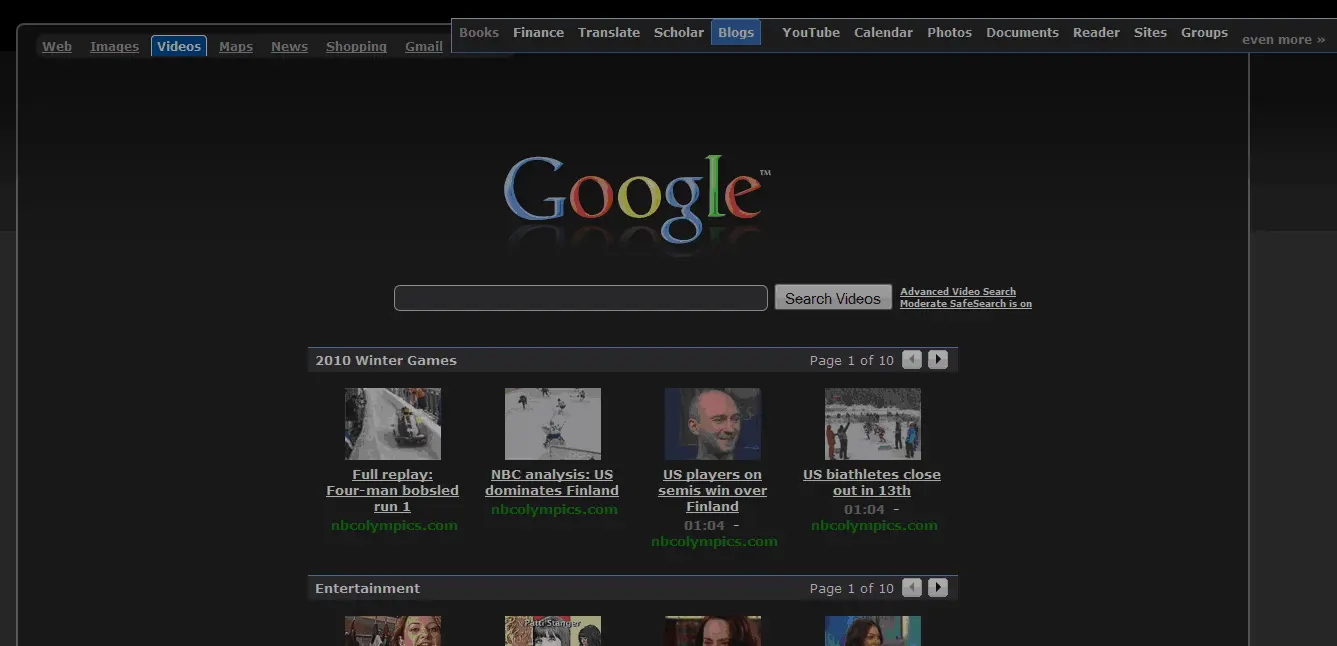 Web Images Videos Maps News Shopping Gmail Books Finance Translate Scholar Blogs YouTube Calendar Photos Documents Reader Sites Groups even more »
Google™
Search Videos
Advanced Video Search
Moderate SafeSearch is on
2010 Winter Games Page 1 of 10
Full replay:
Four-man bobsled
run 1
nbcolympics.com
NBC analysis: US
dominates Finland
nbcolympics.com
US players on
semis win over
Finland
01:04 -
nbcolympics.com
US biathletes close
out in 13th
01:04 -
nbcolympics.com
Entertainment Page 1 of 10
Patti Stanger